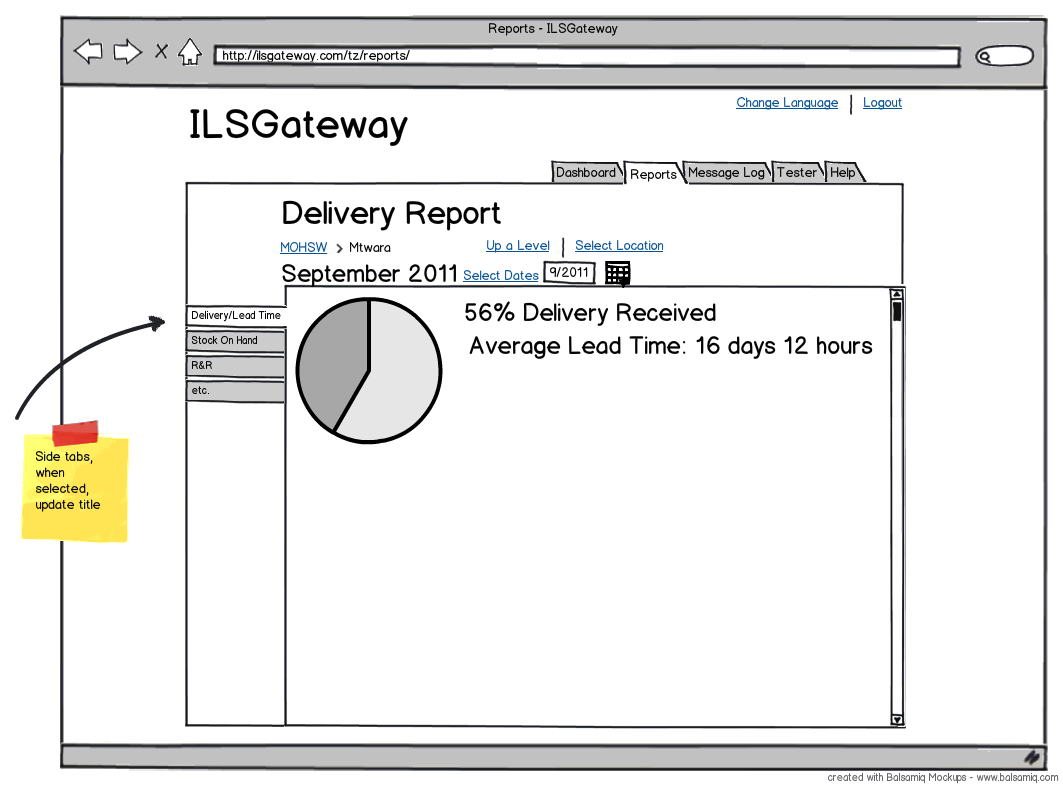 Reports - ILSGateway
http://ilsgateway.com/tz/reports/
Change Language | Logout
ILSGateway
Dashboard Reports Message Log Tester Help
Delivery Report
MOHSW > Mtwara Up a Level | Select Location
September 2011 Select Dates 9/2011
Delivery/Lead Time
Stock On Hand
R&R
etc.
56% Delivery Received
Average Lead Time: 16 days 12 hours
Side tabs,
when
selected,
update title
created with Balsamiq Mockups - www.balsamiq.com